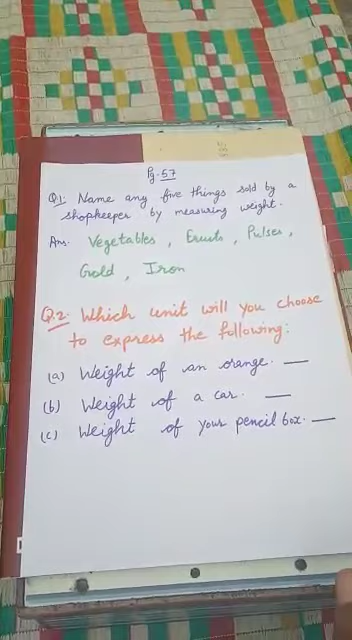 Pg-57
Q1. Name any five things sold by a
shopkeeper by measuring weight.
Ans. Vegetables, Fruits, Pulses,
Gold, Iron
Q.2. Which unit will you choose
to express the following:
(a) Weight of an orange. —
(b) Weight of a car. —
(c) Weight of your pencil box. —